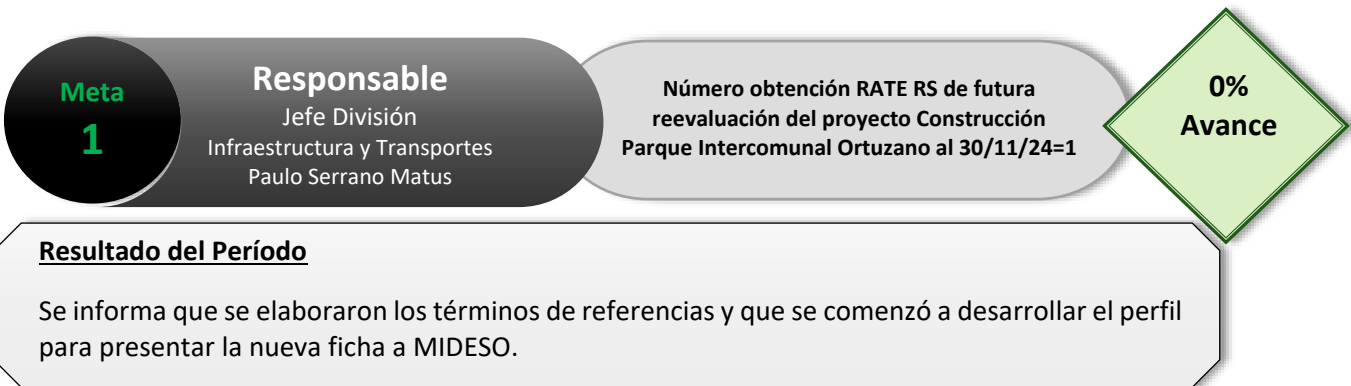 Meta
1
Responsable
Jefe División
Infraestructura y Transportes
Paulo Serrano Matus
Número obtención RATE RS de futura
reevaluación del proyecto Construcción
Parque Intercomunal Ortuzano al 30/11/24=1
0%
Avance
Resultado del Período
Se informa que se elaboraron los términos de referencias y que se comenzó a desarrollar el perfil
para presentar la nueva ficha a MIDESO.